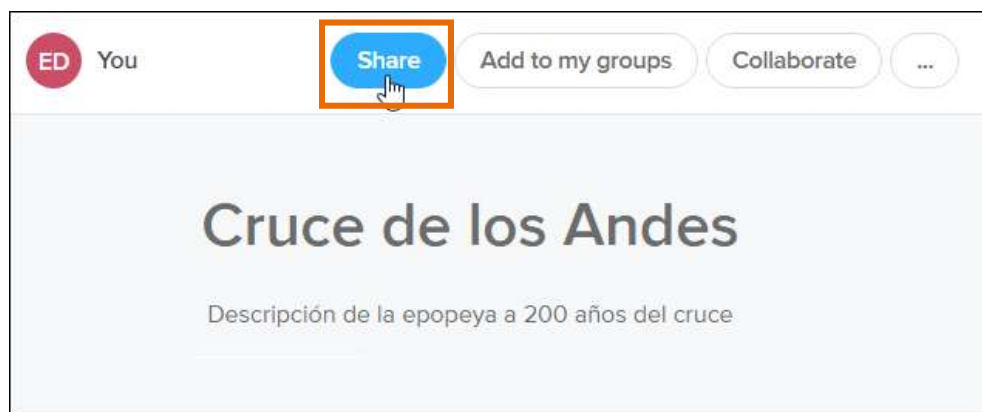 ED You Share Add to my groups Collaborate ...
Cruce de los Andes
Descripción de la epopeya a 200 años del cruce